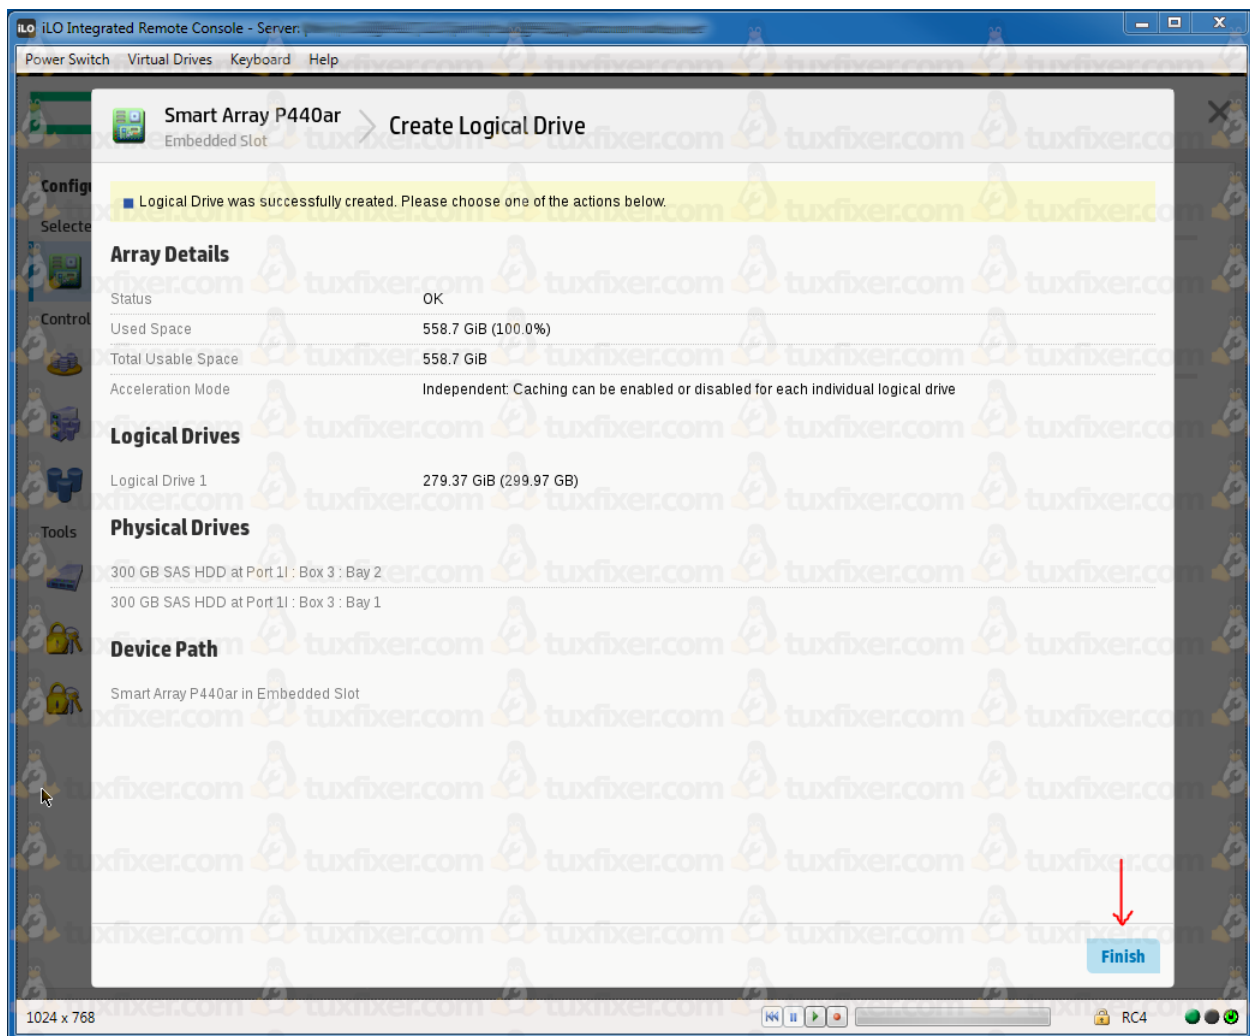 iLO iLO Integrated Remote Console - Server:
Power Switch Virtual Drives Keyboard Help
Smart Array P440ar
Embedded Slot
Create Logical Drive
Logical Drive was successfully created. Please choose one of the actions below.
Array Details
Status OK
Used Space 558.7 GiB (100.0%)
Total Usable Space 558.7 GiB
Acceleration Mode Independent: Caching can be enabled or disabled for each individual logical drive
Logical Drives
Logical Drive 1 279.37 GiB (299.97 GB)
Physical Drives
300 GB SAS HDD at Port 1I : Box 3 : Bay 2
300 GB SAS HDD at Port 1I : Box 3 : Bay 1
Device Path
Smart Array P440ar in Embedded Slot
Finish
Configu
Selecte
Control
Tools
1024 x 768
RC4
tuxfixer.com